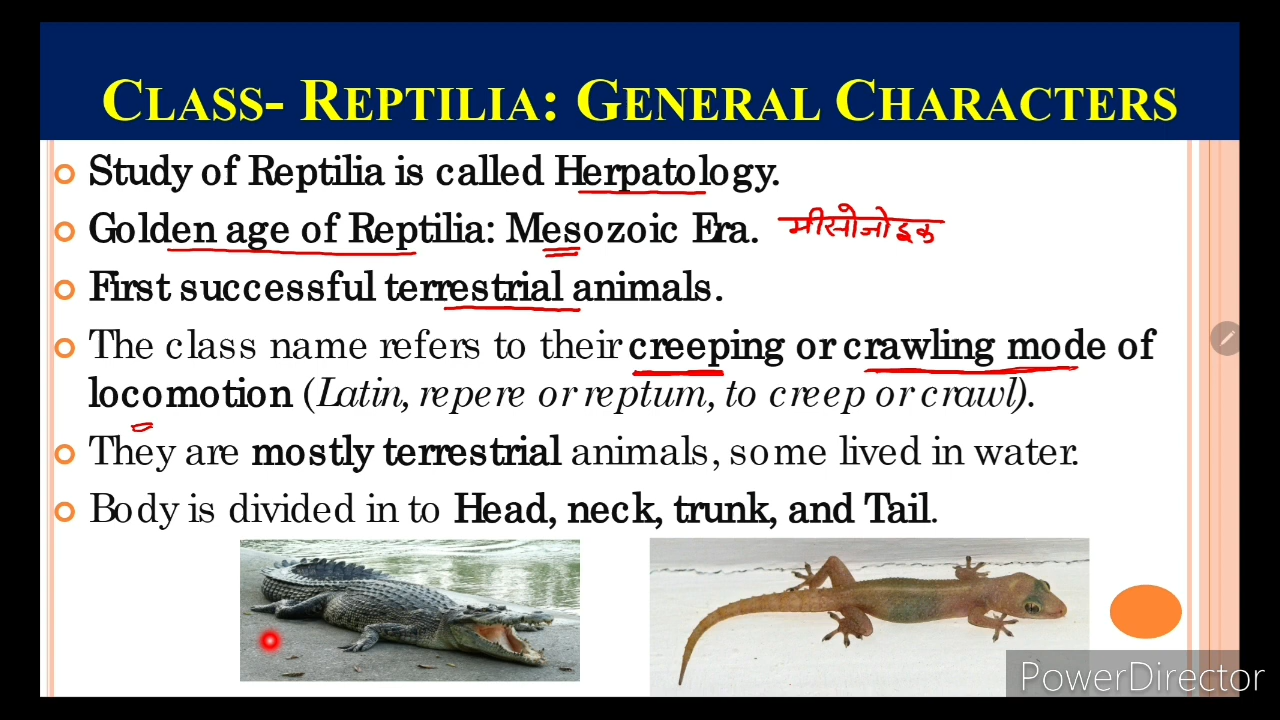 CLASS- REPTILIA: GENERAL CHARACTERS
Study of Reptilia is called Herpatology.
Golden age of Reptilia: Mesozoic Era. मीसोजोइक
First successful terrestrial animals.
The class name refers to their creeping or crawling mode of
locomotion (Latin, repere or reptum, to creep or crawl).
They are mostly terrestrial animals, some lived in water.
Body is divided in to Head, neck, trunk, and Tail.
PowerDirector